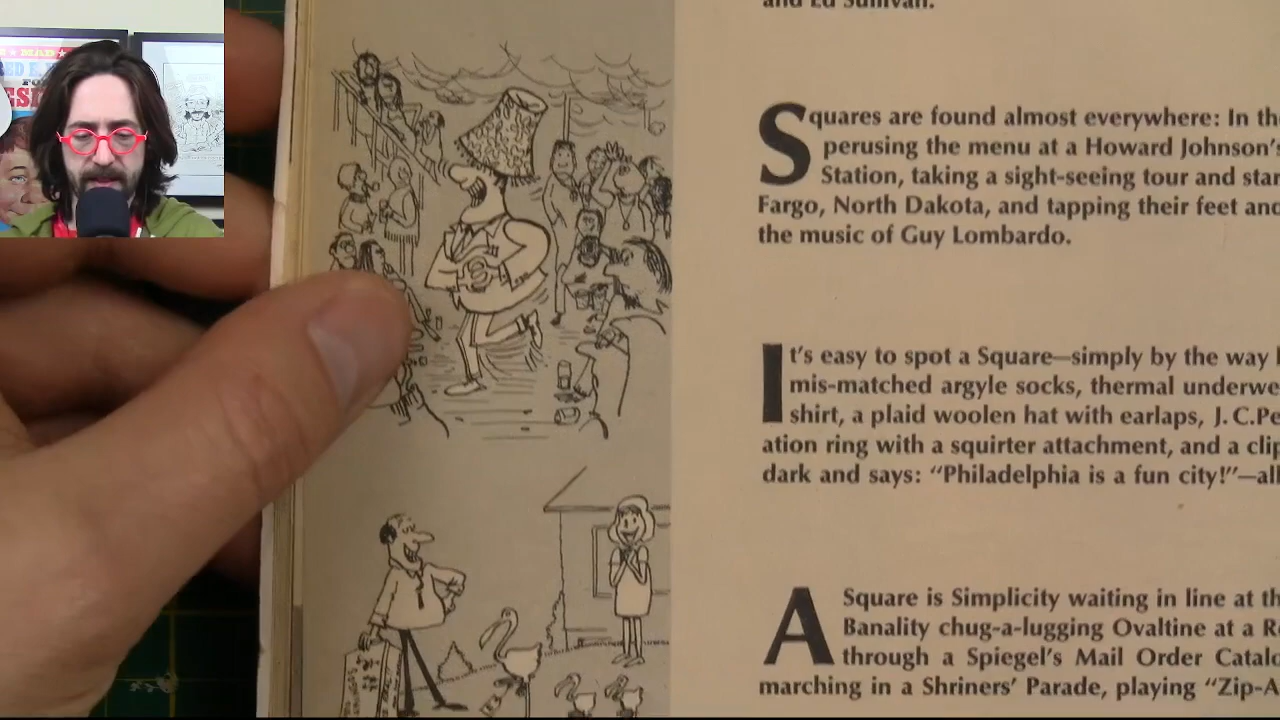 MAD
and Ed Sullivan.
Squares are found almost everywhere: In the
perusing the menu at a Howard Johnson's
Station, taking a sight-seeing tour and star
Fargo, North Dakota, and tapping their feet and
the music of Guy Lombardo.
It's easy to spot a Square—simply by the way
mis-matched argyle socks, thermal underwe
shirt, a plaid woolen hat with earlaps, J.C.Pe
ation ring with a squirter attachment, and a clip
dark and says: "Philadelphia is a fun city!"—all
A Square is Simplicity waiting in line at th
Banality chug-a-lugging Ovaltine at a R
through a Spiegel's Mail Order Catalo
marching in a Shriners' Parade, playing "Zip-A